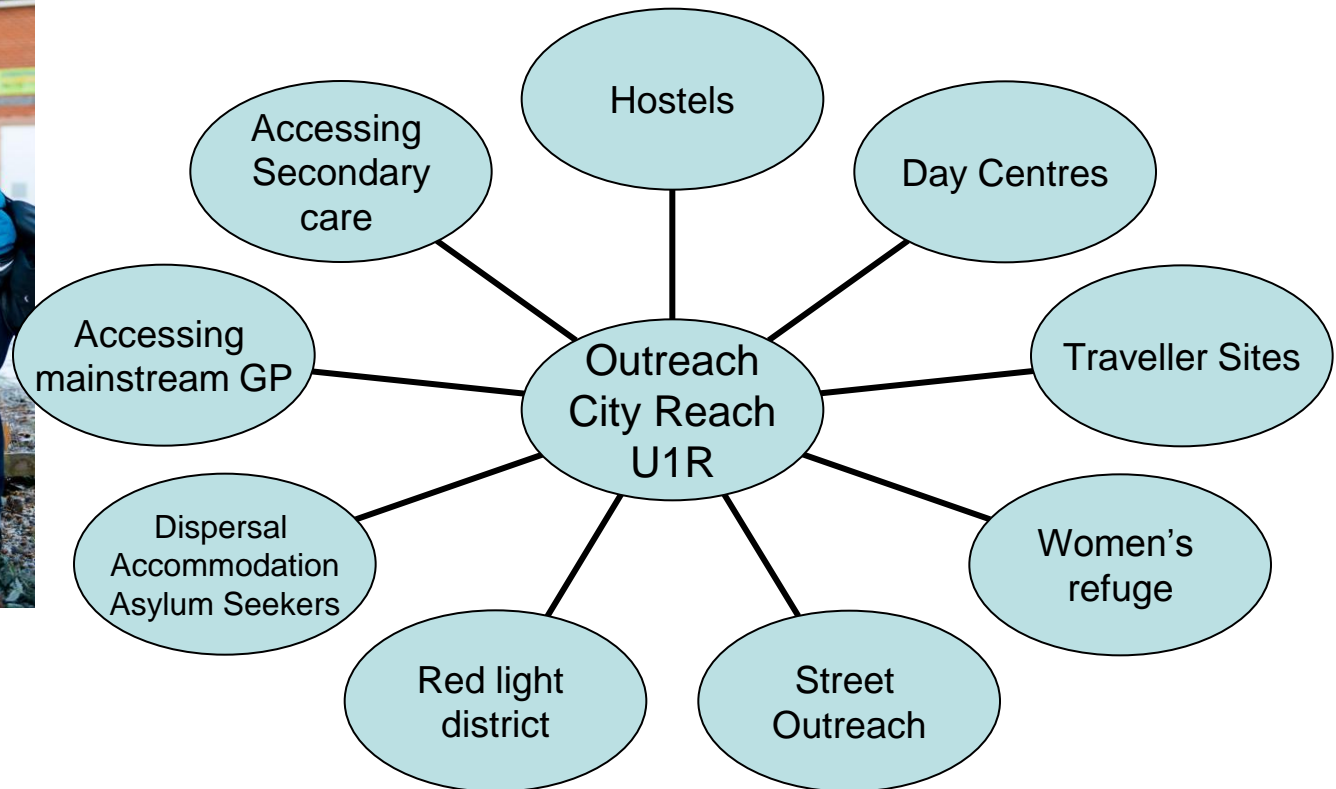 Hostels
Day Centres
Traveller Sites
Women’s
refuge
Street
Outreach
Red light
district
Dispersal
Accommodation
Asylum Seekers
Accessing
mainstream GP
Accessing
Secondary
care
Outreach
City Reach
U1R